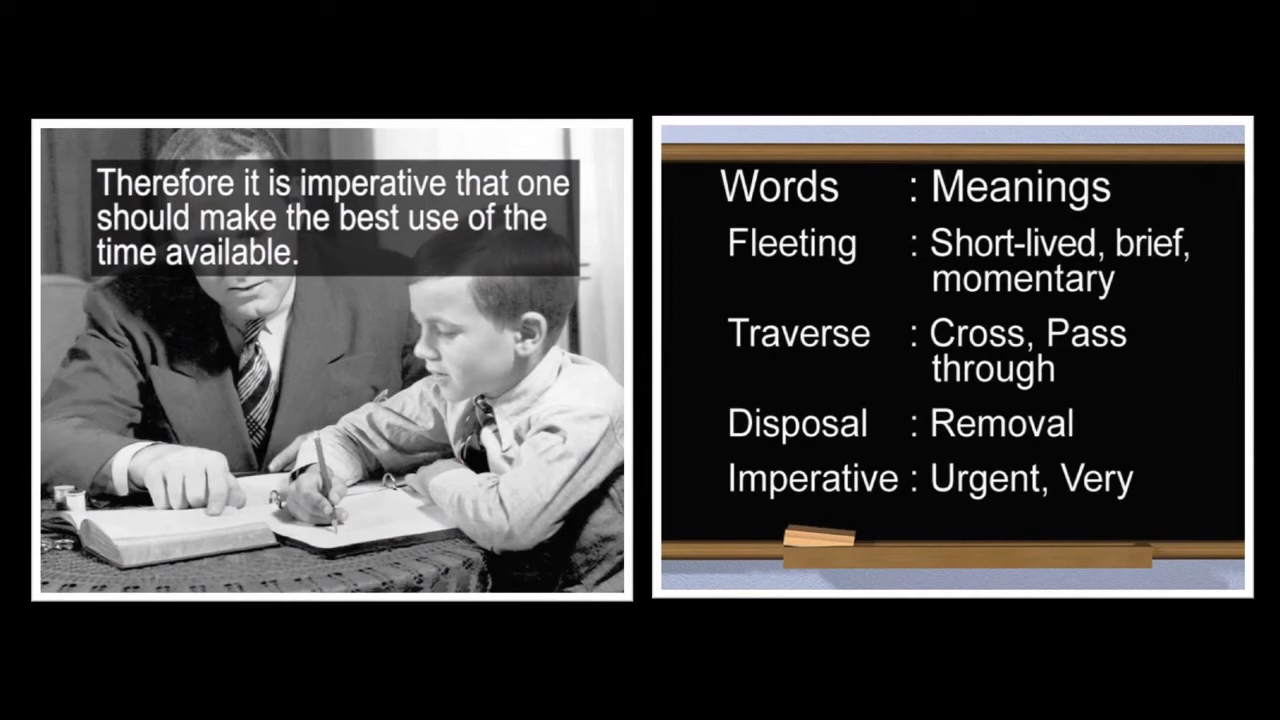 Therefore it is imperative that one
should make the best use of the
time available.
Words : Meanings
Fleeting : Short-lived, brief,
momentary
Traverse : Cross, Pass
through
Disposal : Removal
Imperative : Urgent, Very